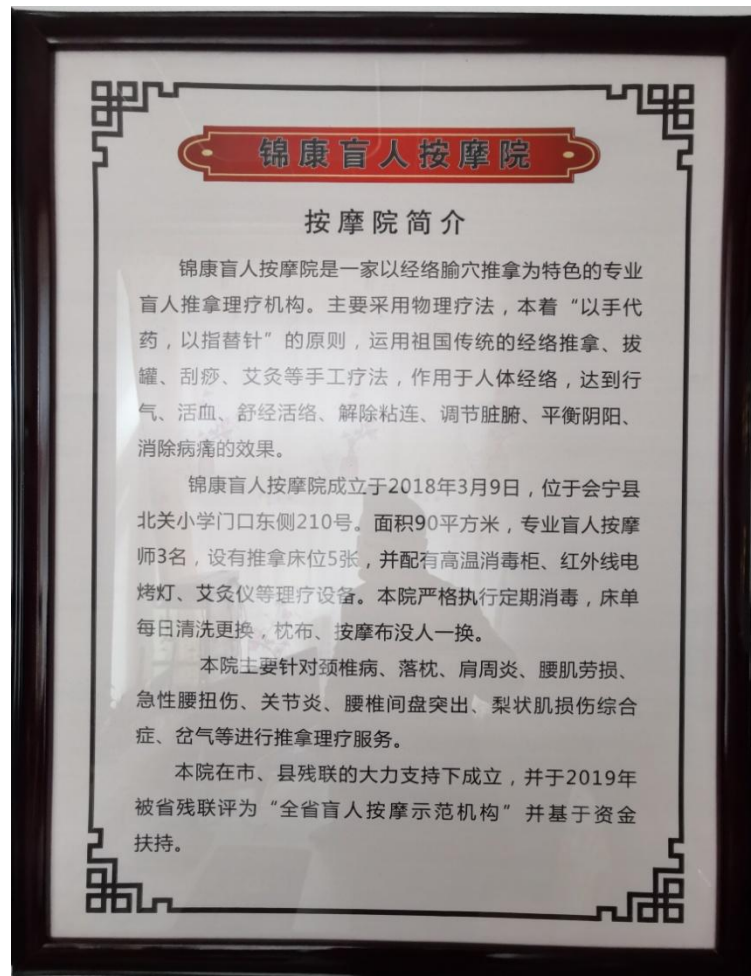 锦康盲人按摩院
按摩院简介
锦康盲人按摩院是一家以经络腧穴推拿为特色的专业
盲人推拿理疗机构。主要采用物理疗法，本着“以手代
药，以指替针”的原则，运用祖国传统的经络推拿、拔
罐、刮痧、艾灸等手工疗法，作用于人体经络，达到行
气、活血、舒经活络、解除粘连、调节脏腑、平衡阴阳、
消除病痛的效果。
锦康盲人按摩院成立于2018年3月9日，位于会宁县
北关小学门口东侧210号。面积90平方米，专业盲人按摩
师3名，设有推拿床位5张，并配有高温消毒柜、红外线电
烤灯、艾灸仪等理疗设备。本院严格执行定期消毒，床单
每日清洗更换，枕布、按摩布没人一换。
本院主要针对颈椎病、落枕、肩周炎、腰肌劳损、
急性腰扭伤、关节炎、腰椎间盘突出、梨状肌损伤综合
症、岔气等进行推拿理疗服务。
本院在市、县残联的大力支持下成立，并于2019年
被省残联评为“全省盲人按摩示范机构”并基于资金
扶持。